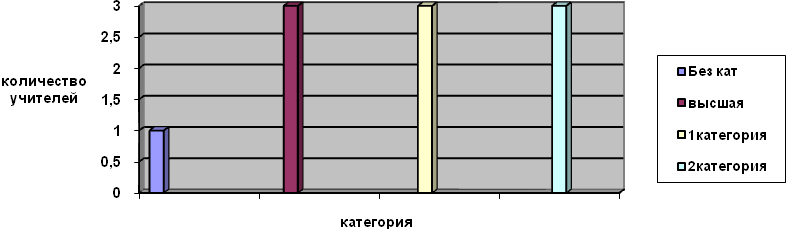 3
2,5
2
1,5
1
0,5
0
количество
учителей
категория
Без кат
высшая
1категория
2категория